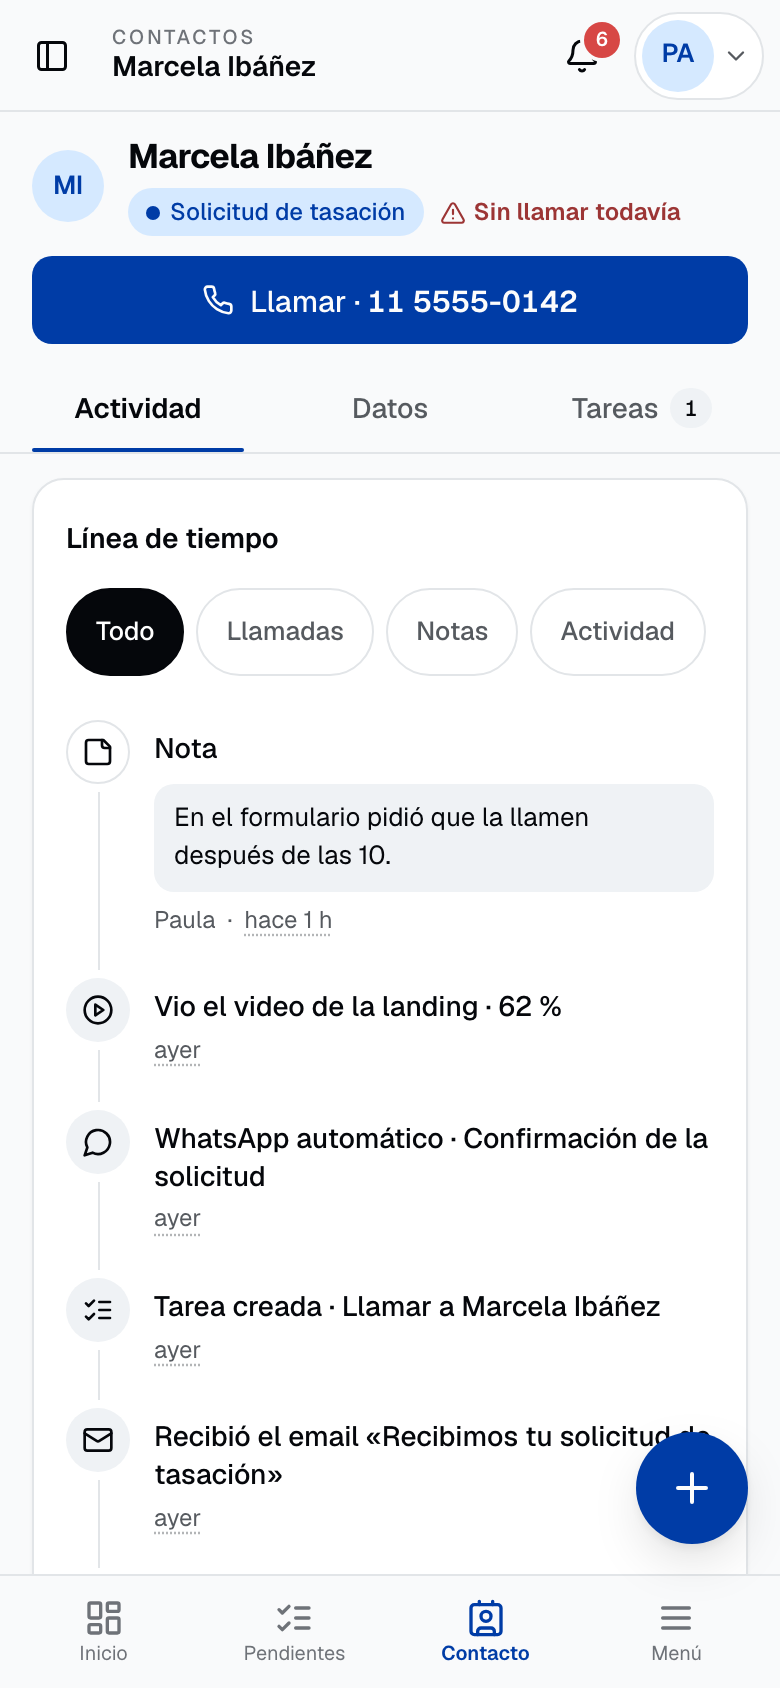 CONTACTOS
Marcela Ibáñez
6
PA
MI
Marcela Ibáñez
Solicitud de tasación
Sin llamar todavía
Llamar · 11 5555-0142
Actividad
Datos
Tareas 1
Línea de tiempo
Todo
Llamadas
Notas
Actividad
Nota
En el formulario pidió que la llamen
después de las 10.
Paula · hace 1 h
Vio el video de la landing · 62 %
ayer
WhatsApp automático · Confirmación de la
solicitud
ayer
Tarea creada · Llamar a Marcela Ibáñez
ayer
Recibió el email «Recibimos tu solicitud de
tasación»
ayer
Inicio
Pendientes
Contacto
Menú